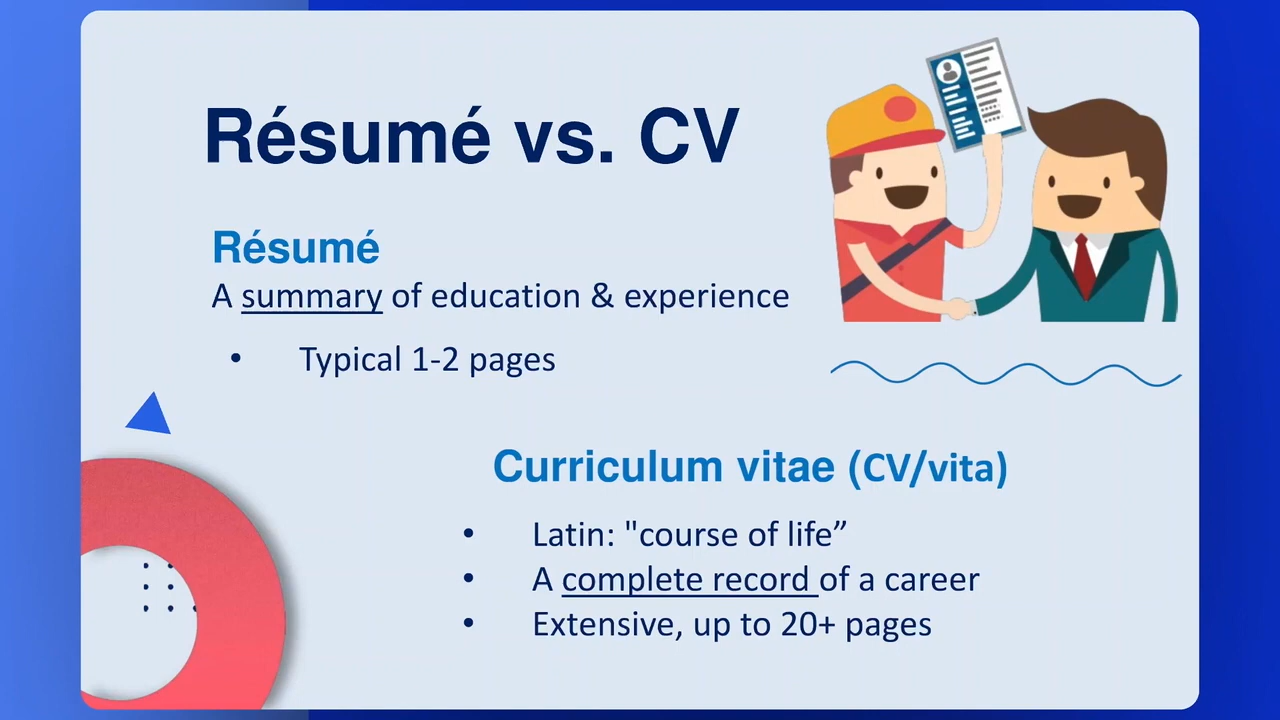 Résumé vs. CV
Résumé
A summary of education & experience
• Typical 1-2 pages
Curriculum vitae (CV/vita)
• Latin: "course of life”
• A complete record of a career
• Extensive, up to 20+ pages